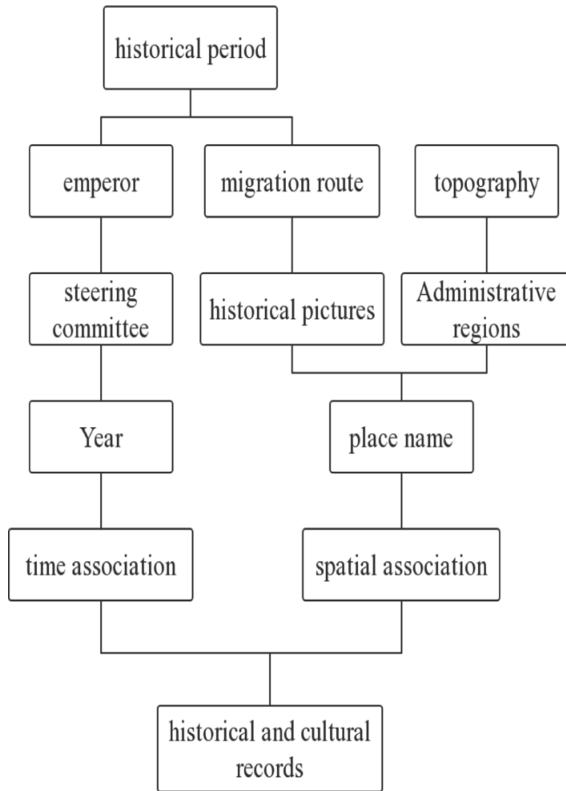 historical period
emperor
migration route
topography
steering
committee
historical pictures
Administrative
regions
Year
place name
time association
spatial association
historical and cultural
records